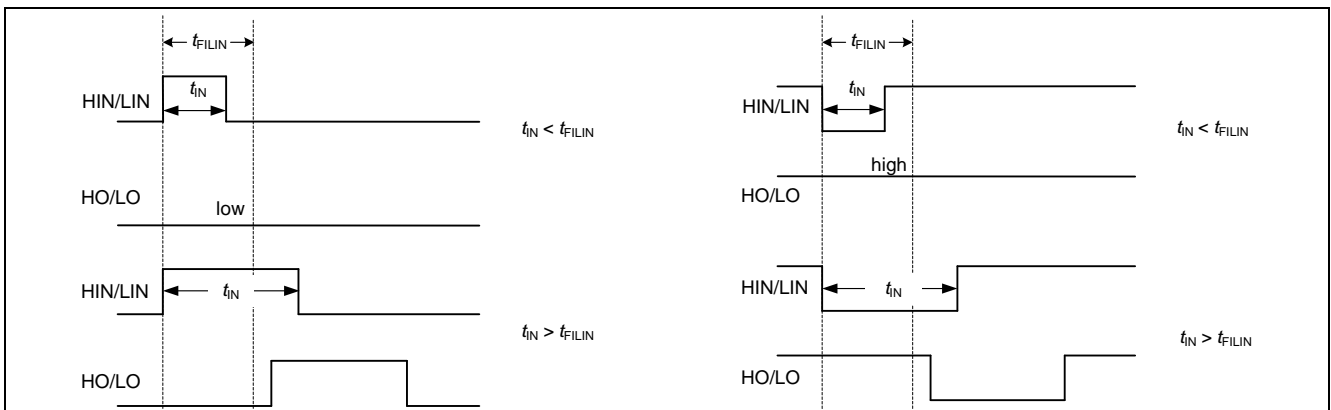 tFILIN
HIN/LIN
tIN
tIN < tFILIN
HO/LO
low
HIN/LIN
tIN
tIN > tFILIN
HO/LO
tFILIN
HIN/LIN
tIN
tIN < tFILIN
high
HO/LO
HIN/LIN
tIN
tIN > tFILIN
HO/LO